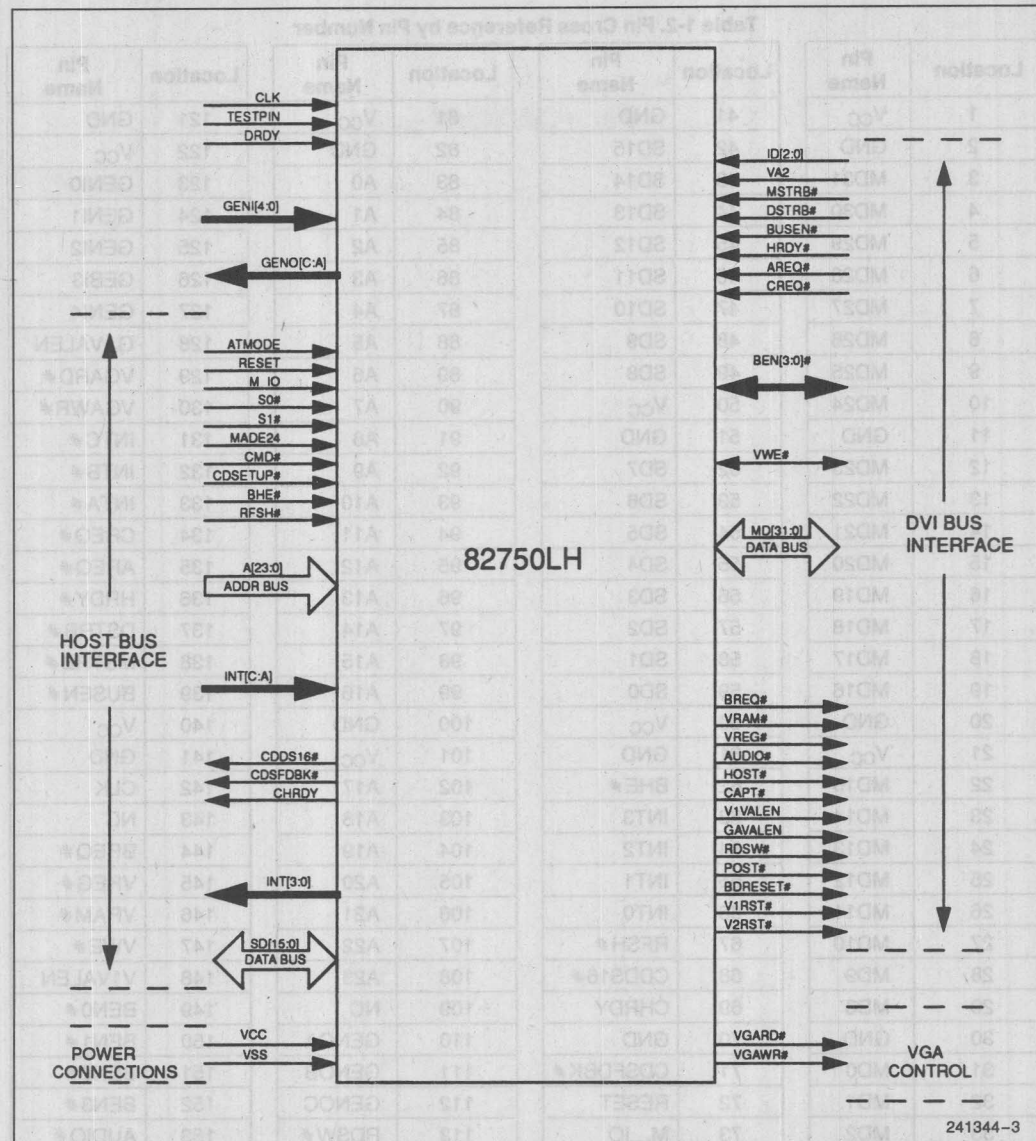 CLK
TESTPIN
DRDY
GENI[4:0]
GENO[C:A]
ATMODE
RESET
M_IO
S0#
S1#
MADE24
CMD#
CDSETUP#
BHE#
RFSH#
A[23:0]
ADDR BUS
HOST BUS
INTERFACE
INT[C:A]
CDDS16#
CDSFDBK#
CHRDY
INT[3:0]
SD[15:0]
DATA BUS
VCC
VSS
POWER
CONNECTIONS
82750LH
ID[2:0]
VA2
MSTRB#
DSTRB#
BUSEN#
HRDY#
AREQ#
CREQ#
BEN[3:0]#
VWE#
MD[31:0]
DATA BUS
DVI BUS
INTERFACE
BREQ#
VRAM#
VREG#
AUDIO#
HOST#
CAPT#
V1VALEN
GAVALEN
RDSW#
POST#
BDRESET#
V1RST#
V2RST#
VGARD#
VGAWR#
VGA
CONTROL
241344-3